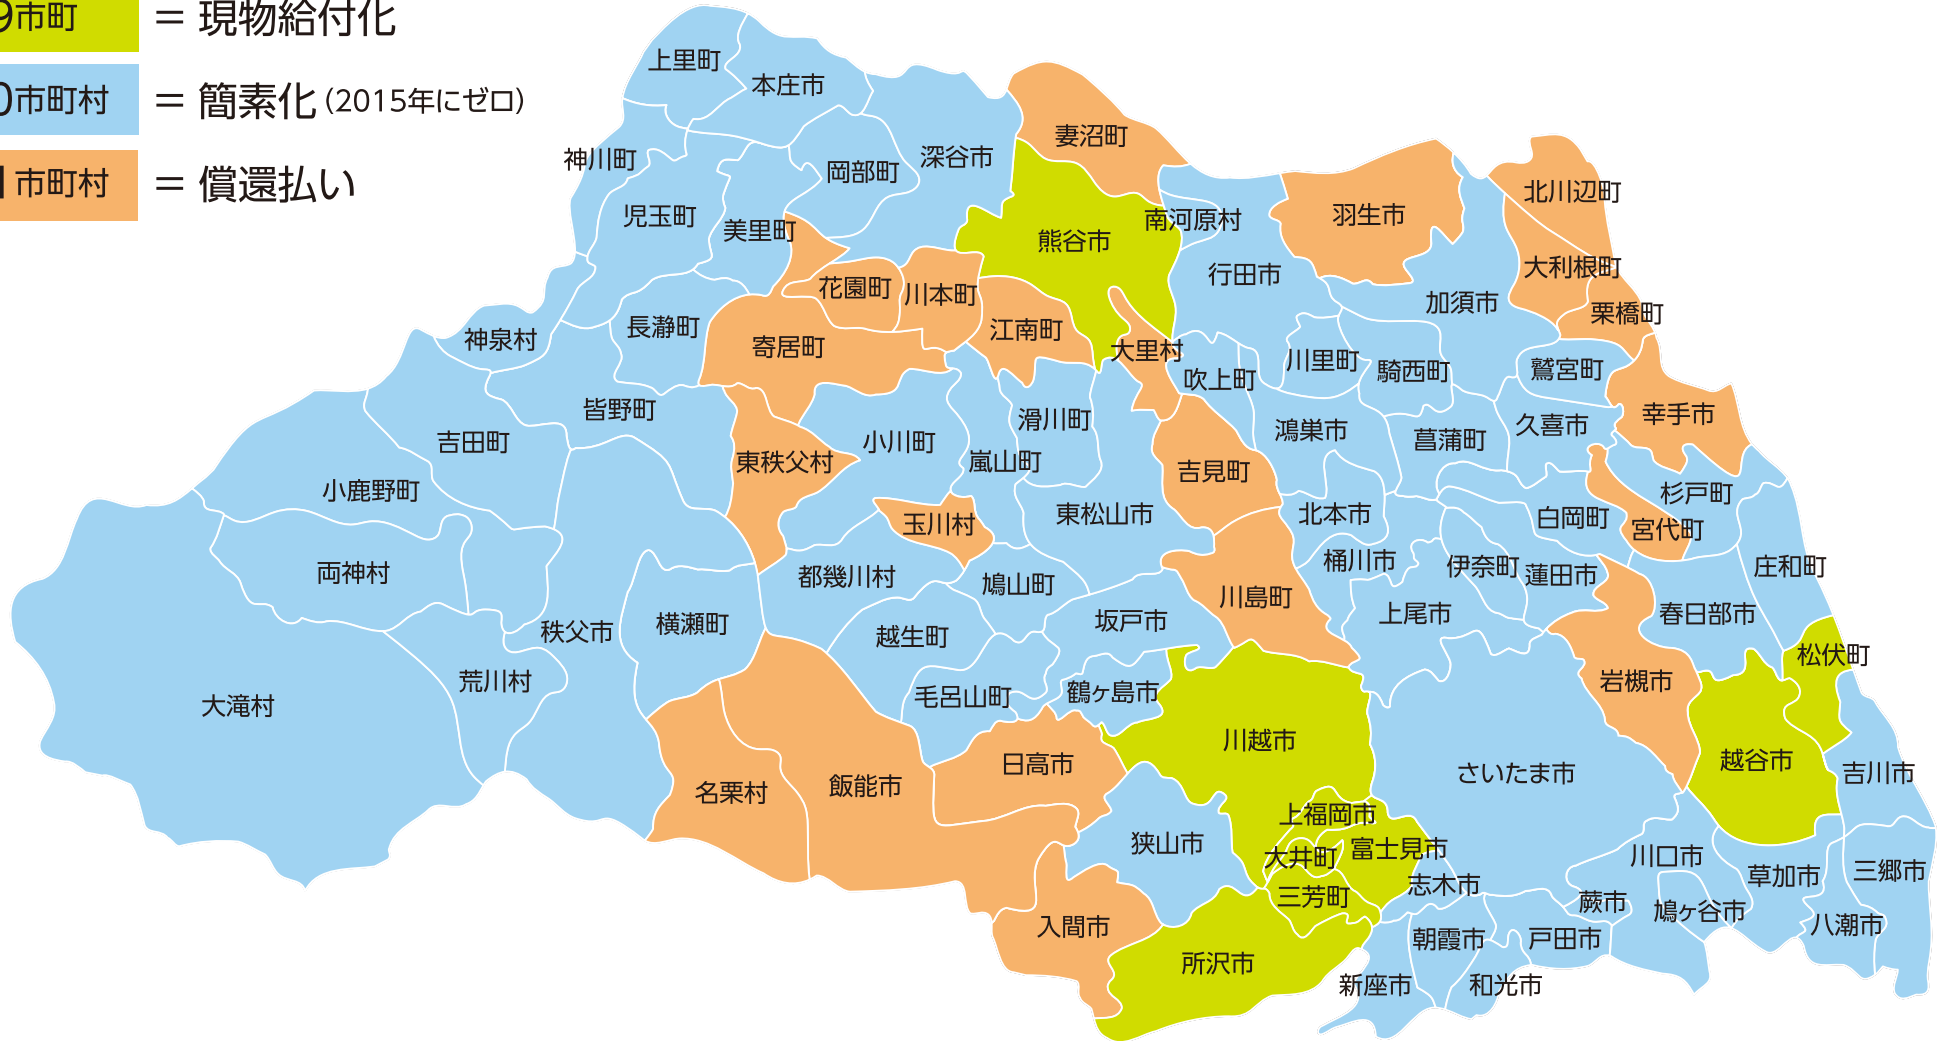 9市町 = 現物給付化
0市町村 = 簡素化(2015年にゼロ)
1市町村 = 償還払い
上里町
本庄市
妻沼町
神川町
岡部町
深谷市
北川辺町
児玉町
美里町
熊谷市
南河原村
羽生市
花園町
川本町
行田市
大利根町
加須市
栗橋町
神泉村
長瀞町
寄居町
江南町
大里村
吹上町
川里町
騎西町
鷲宮町
皆野町
滑川町
幸手市
吉田町
小川町
鴻巣市
菖蒲町
久喜市
東秩父村
嵐山町
吉見町
小鹿野町
杉戸町
玉川村
東松山市
北本市
白岡町
宮代町
両神村
都幾川村
鳩山町
桶川市
伊奈町
蓮田市
庄和町
川島町
秩父市
横瀬町
越生町
坂戸市
上尾市
春日部市
松伏町
荒川村
大滝村
毛呂山町
鶴ヶ島市
岩槻市
川越市
越谷市
日高市
さいたま市
吉川市
名栗村
飯能市
上福岡市
狭山市
大井町
富士見市
川口市
三郷市
草加市
志木市
三芳町
蕨市
鳩ヶ谷市
八潮市
入間市
朝霞市
戸田市
所沢市
新座市
和光市